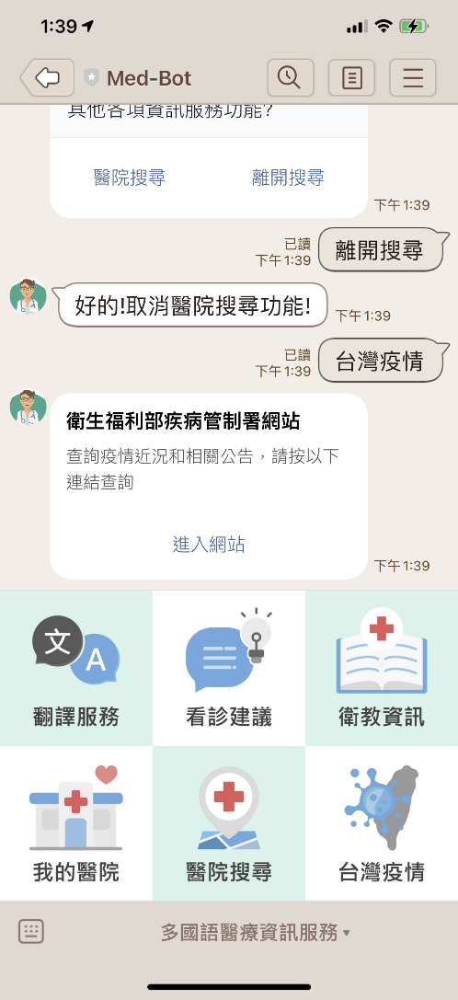 1:39
Med-Bot
其他各項資訊服務功能?
醫院搜尋
離開搜尋
下午 1:39
已讀
下午 1:39
離開搜尋
好的!取消醫院搜尋功能!
下午 1:39
已讀
下午 1:39
台灣疫情
衛生福利部疾病管制署網站
查詢疫情近況和相關公告，請按以下
連結查詢
進入網站
下午 1:39
文
A
翻譯服務
看診建議
衛教資訊
我的醫院
醫院搜尋
台灣疫情
多國語醫療資訊服務 ▾